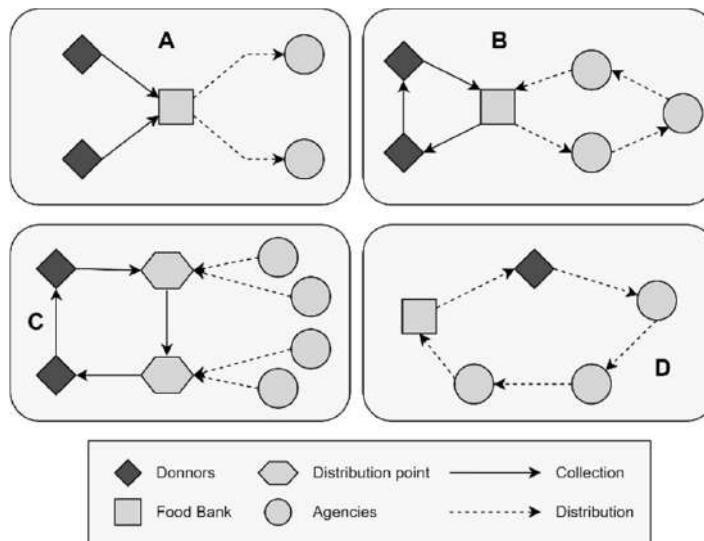 A
B
C
D
Donnors
Distribution point
Collection
Food Bank
Agencies
Distribution